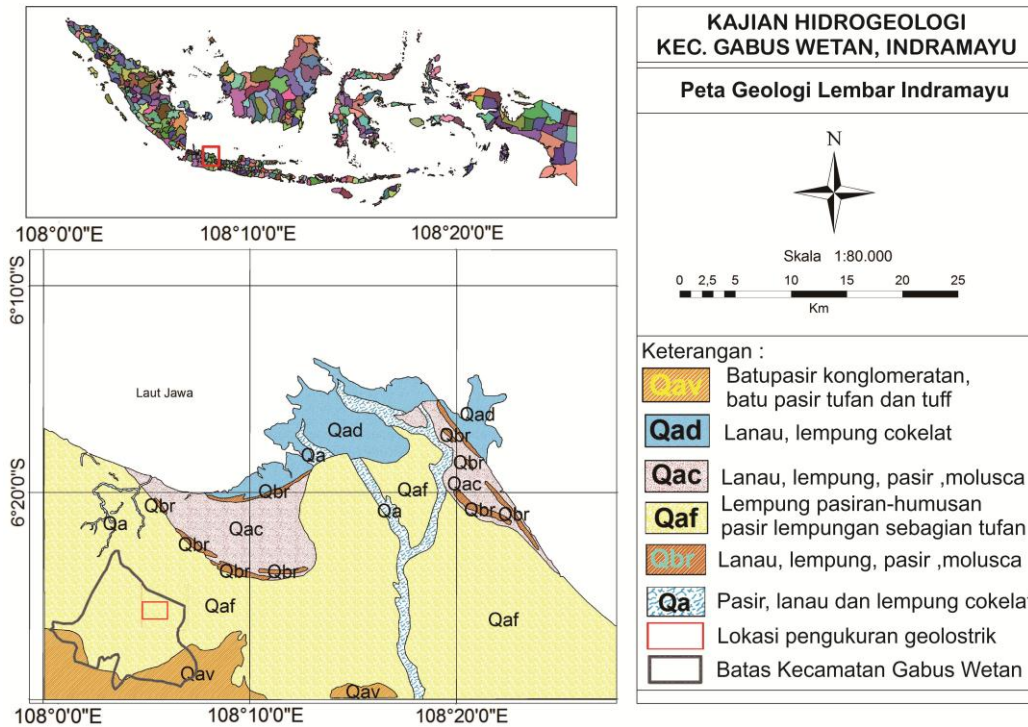 KAJIAN HIDROGEOLOGI
KEC. GABUS WETAN, INDRAMAYU
Peta Geologi Lembar Indramayu
N
Skala 1:80.000
0 2,5 5 10 15 20 25
Km
Keterangan :
Qav Batupasir konglomeratan,
batu pasir tufan dan tuff
Qad Lanau, lempung cokelat
Qac Lanau, lempung, pasir ,molusca
Qaf Lempung pasiran-humusan
pasir lempungan sebagian tufan
Qbr Lanau, lempung, pasir ,molusca
Qa Pasir, lanau dan lempung cokelat
Lokasi pengukuran geolostrik
Batas Kecamatan Gabus Wetan
108°0'0"E 108°10'0"E 108°20'0"E
6°10'0"S
6°20'0"S
Laut Jawa
Qad
Qad
Qbr
Qa
Qbr
Qaf
Qac
Qbr
Qbr
Qa
Qbr
Qa
Qbr
Qbr
Qac
Qbr
Qbr
Qbr
Qaf
Qaf
Qav
Qav
108°0'0"E 108°10'0"E 108°20'0"E